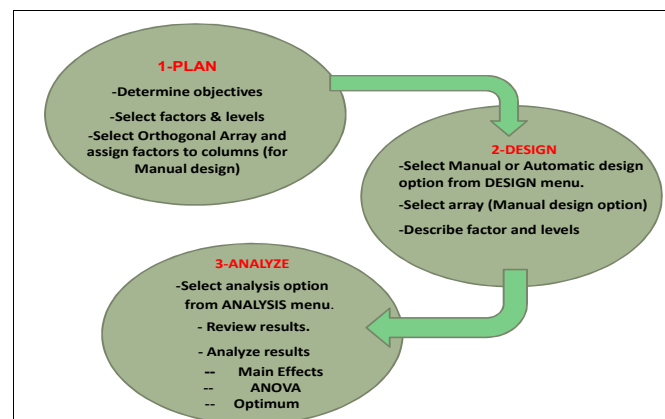 1-PLAN
-Determine objectives
-Select factors & levels
-Select Orthogonal Array and
assign factors to columns (for
Manual design)
2-DESIGN
-Select Manual or Automatic design
option from DESIGN menu.
-Select array (Manual design option)
-Describe factor and levels
3-ANALYZE
-Select analysis option
from ANALYSIS menu.
- Review results.
- Analyze results
-- Main Effects
-- ANOVA
-- Optimum